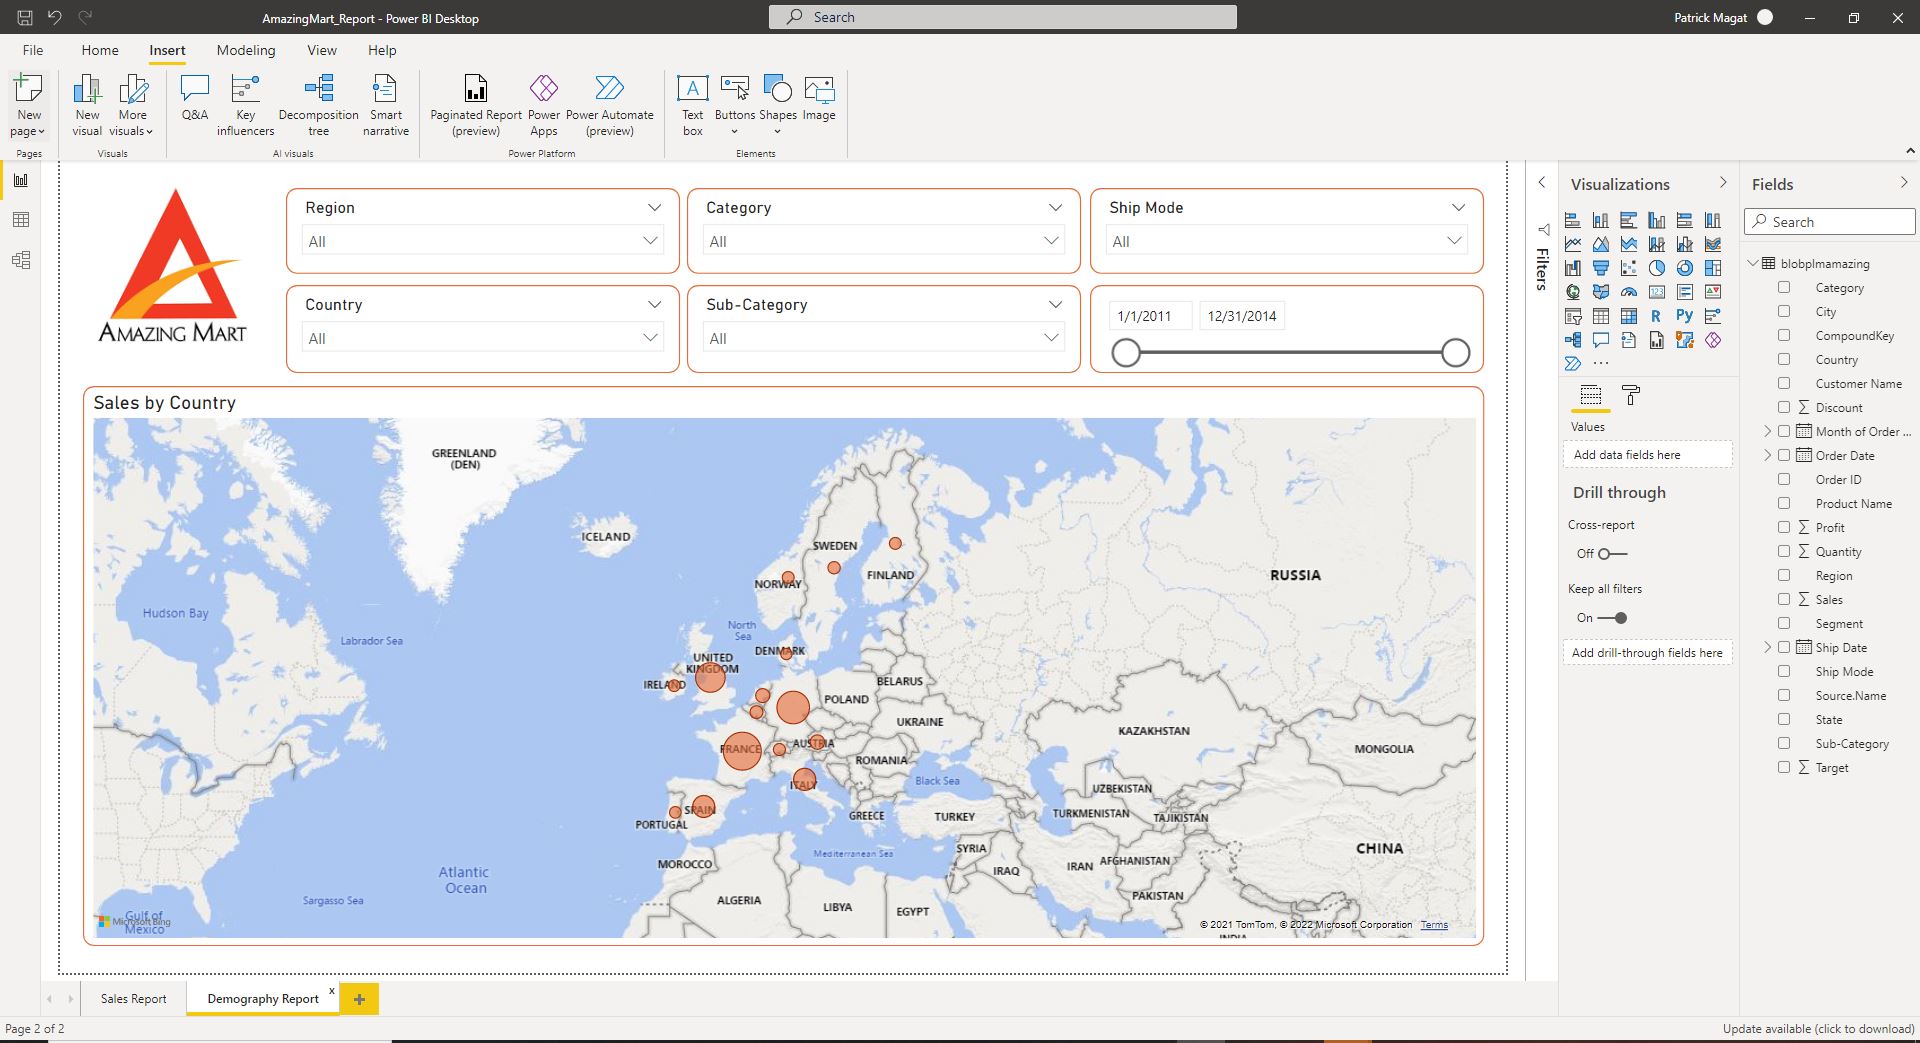 AmazingMart_Report - Power BI Desktop
Search
Patrick Magat
File
Home
Insert
Modeling
View
Help
New
page
New
visual
More
visuals
Q&A
Key
influencers
Decomposition
tree
Smart
narrative
Paginated Report
(preview)
Power
Apps
Power Automate
(preview)
Text
box
Buttons
Shapes
Image
Pages
Visuals
AI visuals
Power Platform
Elements
AMAZING MART
Region
All
Category
All
Ship Mode
All
Country
All
Sub-Category
All
1/1/2011
12/31/2014
Sales by Country
GREENLAND
(DEN)
ICELAND
SWEDEN
NORWAY
FINLAND
RUSSIA
Hudson Bay
Labrador Sea
North
Sea
DENMARK
UNITED
KINGDOM
IRELAND
BELARUS
POLAND
UKRAINE
KAZAKHSTAN
MONGOLIA
FRANCE
AUSTRIA
ROMANIA
ITALY
Black Sea
UZBEKISTAN
SPAIN
PORTUGAL
GREECE
TURKEY
TURKMENISTAN
TAJIKISTAN
Mediterranean Sea
SYRIA
CHINA
MOROCCO
IRAQ
IRAN
AFGHANISTAN
Atlantic
Ocean
PAKISTAN
Sargasso Sea
ALGERIA
LIBYA
EGYPT
Gulf of
Mexico
Microsoft Bing
© 2021 TomTom, © 2022 Microsoft Corporation
Terms
INDIA
Filters
Visualizations
123
R
Py
Values
Add data fields here
Drill through
Cross-report
Off
Keep all filters
On
Add drill-through fields here
Fields
Search
blobplmamazing
Category
City
CompoundKey
Country
Customer Name
Discount
Month of Order ...
Order Date
Order ID
Product Name
Profit
Quantity
Region
Sales
Segment
Ship Date
Ship Mode
Source.Name
State
Sub-Category
Target
Sales Report
Demography Report
x
Page 2 of 2
Update available (click to download)